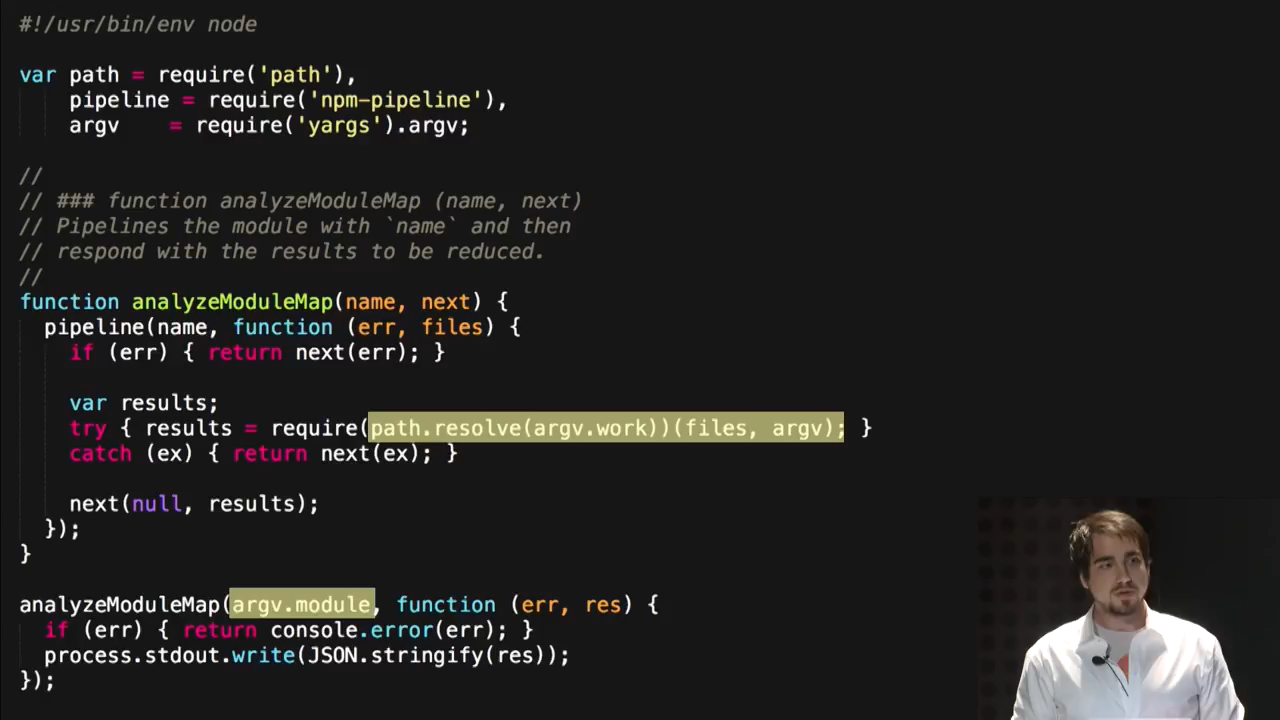 #!/usr/bin/env node
var path = require('path'),
pipeline = require('npm-pipeline'),
argv = require('yargs').argv;
//
// ### function analyzeModuleMap (name, next)
// Pipelines the module with `name` and then
// respond with the results to be reduced.
//
function analyzeModuleMap(name, next) {
pipeline(name, function (err, files) {
if (err) { return next(err); }
var results;
try { results = require(path.resolve(argv.work))(files, argv); }
catch (ex) { return next(ex); }
next(null, results);
});
}
analyzeModuleMap(argv.module, function (err, res) {
if (err) { return console.error(err); }
process.stdout.write(JSON.stringify(res));
});